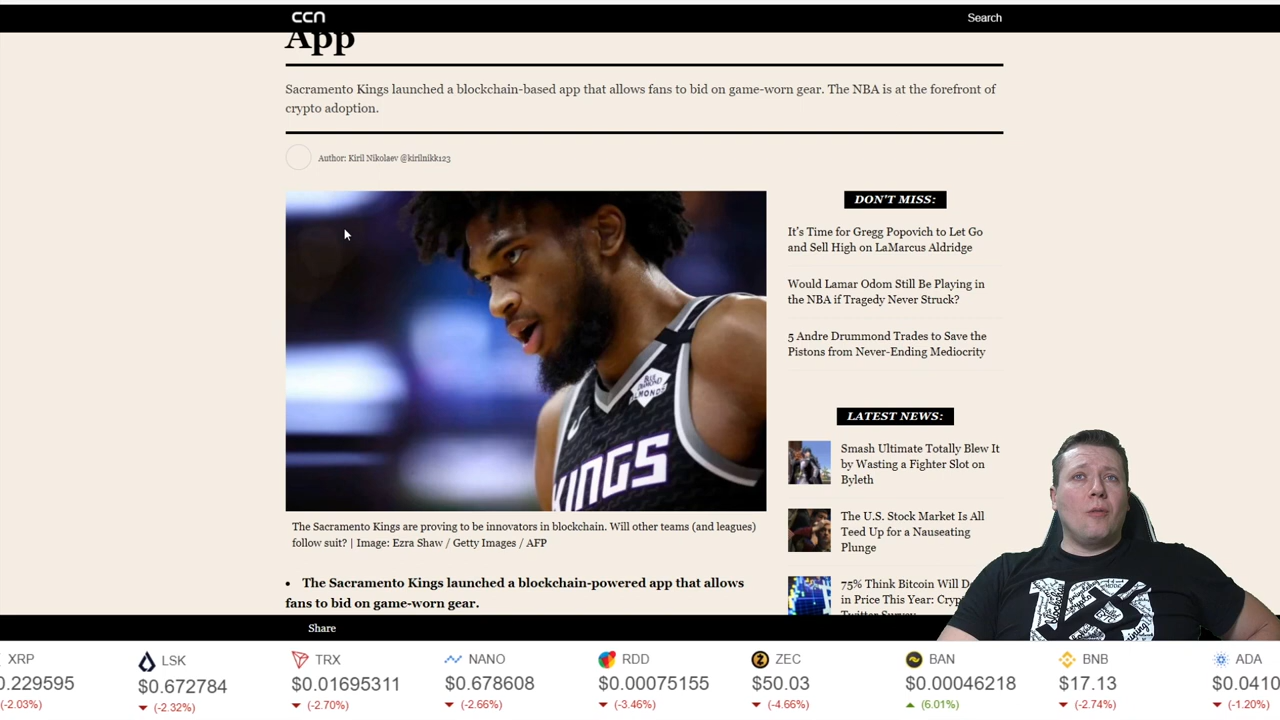 CCN
Search
App
Sacramento Kings launched a blockchain-based app that allows fans to bid on game-worn gear. The NBA is at the forefront of
crypto adoption.
Author: Kiril Nikolaev @kirilnikk123
BLUE
DIAMOND
ALMONDS
KINGS
The Sacramento Kings are proving to be innovators in blockchain. Will other teams (and leagues)
follow suit? | Image: Ezra Shaw / Getty Images / AFP
• The Sacramento Kings launched a blockchain-powered app that allows
fans to bid on game-worn gear.
DON'T MISS:
It's Time for Gregg Popovich to Let Go
and Sell High on LaMarcus Aldridge
Would Lamar Odom Still Be Playing in
the NBA if Tragedy Never Struck?
5 Andre Drummond Trades to Save the
Pistons from Never-Ending Mediocrity
LATEST NEWS:
Smash Ultimate Totally Blew It
by Wasting a Fighter Slot on
Byleth
The U.S. Stock Market Is All
Teed Up for a Nauseating
Plunge
75% Think Bitcoin Will
in Price This Year:
Twitter Survey
Share
XRP
0.229595
(-2.03%)
LSK
$0.672784
(-2.32%)
TRX
$0.01695311
(-2.70%)
NANO
$0.678608
(-2.66%)
RDD
$0.00075155
(-3.46%)
ZEC
$50.03
(-4.66%)
BAN
$0.00046218
(6.01%)
BNB
$17.13
(-2.74%)
ADA
$0.0410
(-1.20%)